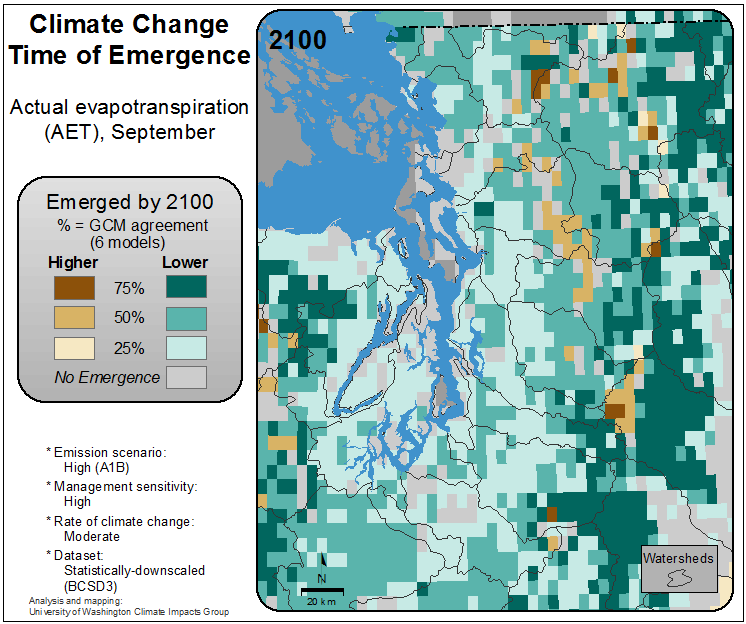 Climate Change
Time of Emergence
Actual evapotranspiration
(AET), September
Emerged by 2100
% = GCM agreement
(6 models)
Higher Lower
75%
50%
25%
No Emergence
* Emission scenario:
High (A1B)
* Management sensitivity:
High
* Rate of climate change:
Moderate
* Dataset:
Statistically-downscaled
(BCSD3)
Analysis and mapping:
University of Washington Climate Impacts Group
2100
N
20 km
Watersheds